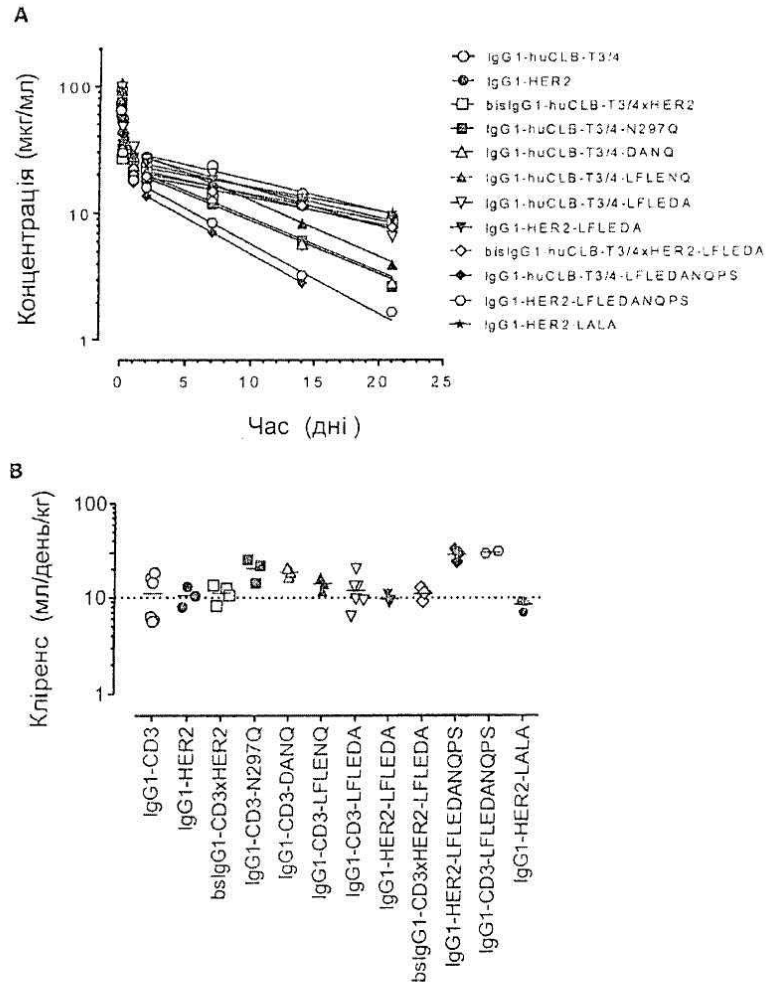 A
Концентрація (мкг/мл)
100
10
1
0
5
10
15
20
25
Час (дні)
IgG1-huCLB-T3/4
IgG1-HER2
bisIgG1-huCLB-T3/4xHER2
IgG1-huCLB-T3/4-N297Q
IgG1-huCLB-T3/4-DANQ
IgG1-huCLB-T3/4-LFLENQ
IgG1-huCLB-T3/4-LFLEDA
IgG1-HER2-LFLEDA
bisIgG1-huCLB-T3/4xHER2-LFLEDA
IgG1-huCLB-T3/4-LFLEDANQPS
IgG1-HER2-LFLEDANQPS
IgG1-HER2-LALA
B
Кліренс (мл/день/кг)
100
10
1
IgG1-CD3
IgG1-HER2
bsIgG1-CD3xHER2
IgG1-CD3-N297Q
IgG1-CD3-DANQ
IgG1-CD3-LFLENQ
IgG1-CD3-LFLEDA
IgG1-HER2-LFLEDA
bsIgG1-CD3xHER2-LFLEDA
IgG1-HER2-LFLEDANQPS
IgG1-CD3-LFLEDANQPS
IgG1-HER2-LALA